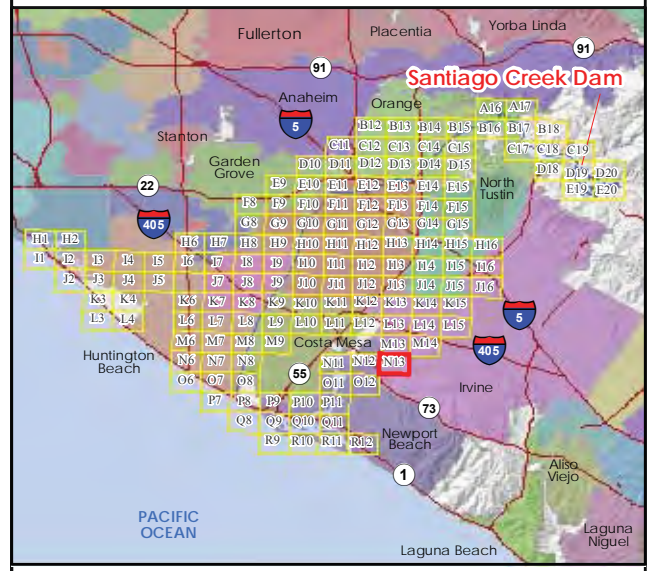 Yorba Linda
Fullerton
Placentia
91
91
Santiago Creek Dam
Anaheim
Orange
A16 A17
5
B12 B13 B14 B15 B16 B17 B18
Stanton
C11 C12 C13 C14 C15 C17 C18 C19
Garden
Grove
D10 D11 D12 D13 D14 D15 D18 D19 D20
22
E9 E10 E11 E12 E13 E14 E15 E19 E20
North
Tustin
F8 F9 F10 F11 F12 F13 F14 F15
405
G8 G9 G10 G11 G12 G13 G14 G15
H1 H2 H6 H7 H8 H9 H10 H11 H12 H13 H14 H15 H16
I1 I2 I3 I4 I5 I6 I7 I8 I9 I10 I11 I12 I13 I14 I15 I16
J2 J3 J4 J5 J6 J7 J8 J9 J10 J11 J12 J13 J14 J15 J16
K3 K4 K6 K7 K8 K9 K10 K11 K12 K13 K14 K15
5
L3 L4 L6 L7 L8 L9 L10 L11 L12 L13 L14 L15
M6 M7 M8 M9 Costa Mesa M13 M14
405
Huntington
Beach
N6 N7 N8 N11 N12 N13
55
O6 O7 O8 O11 O12
Irvine
P7 P8 P9 P10 P11
73
Q8 Q9 Q10 Q11
Newport
Beach
R9 R10 R11 R12
1
Aliso
Viejo
PACIFIC
OCEAN
Laguna
Niguel
Laguna Beach